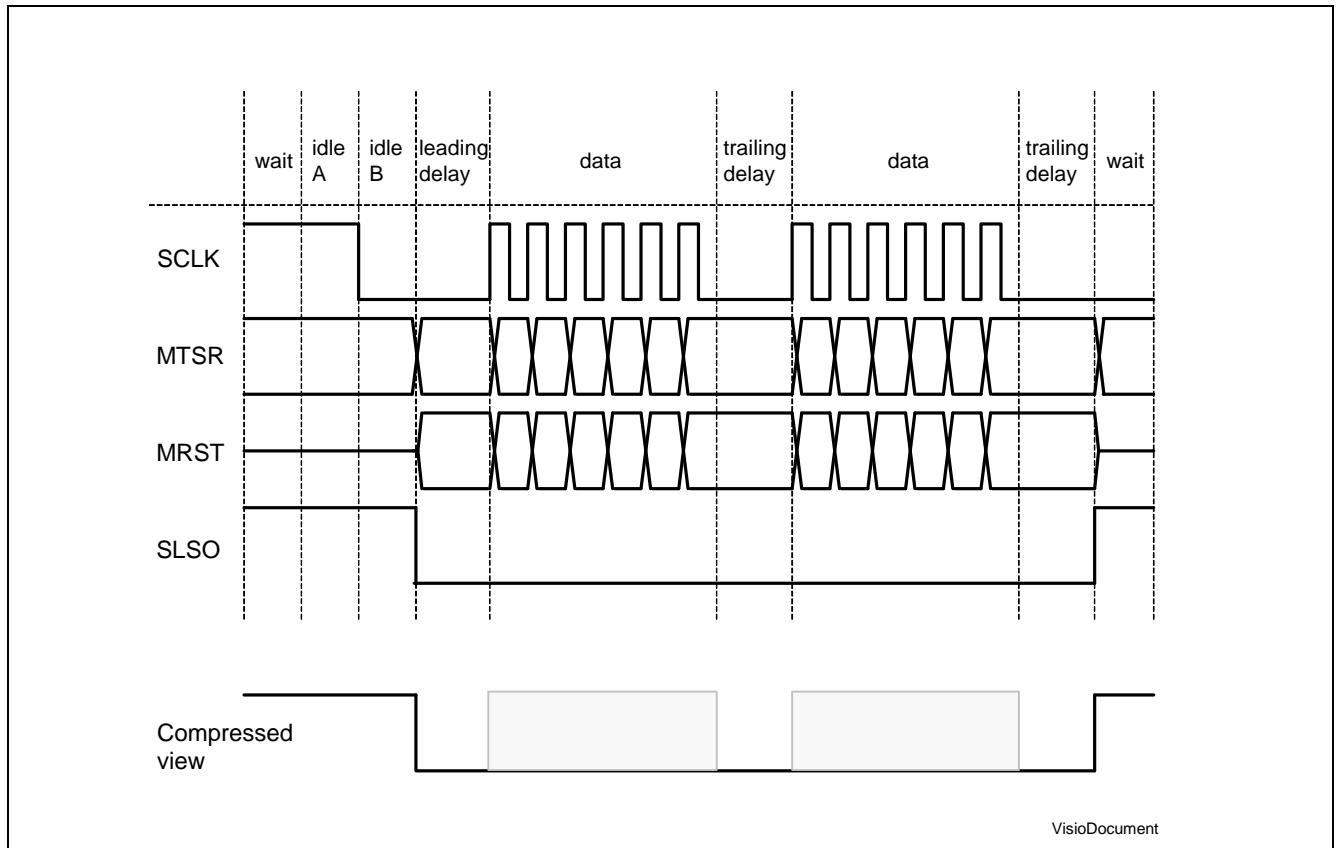 wait idle A idle B leading delay data trailing delay data trailing delay wait
SCLK
MTSR
MRST
SLSO
Compressed
view
VisioDocument